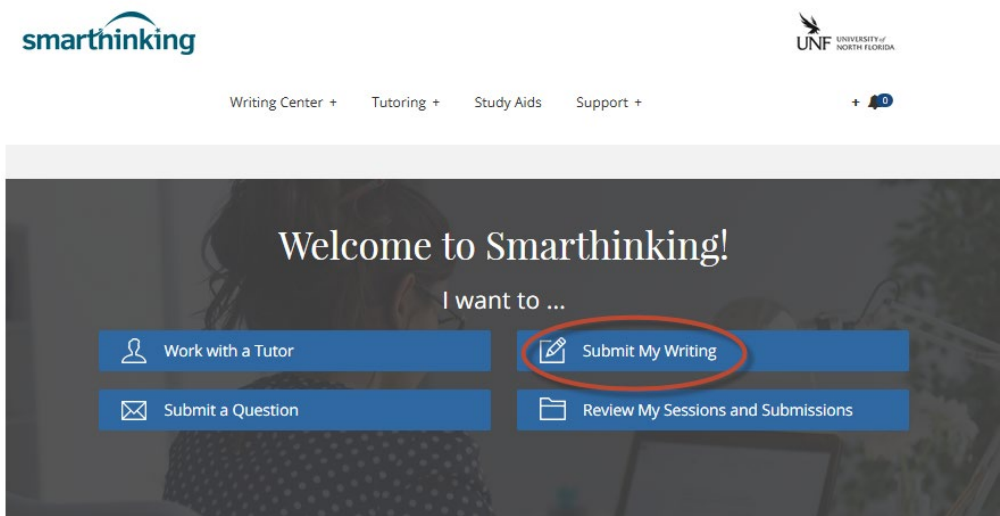 smarthinking
UNF UNIVERSITY of
NORTH FLORIDA
Writing Center + Tutoring + Study Aids Support + + 0
Welcome to Smarthinking!
I want to ...
Work with a Tutor
Submit My Writing
Submit a Question
Review My Sessions and Submissions